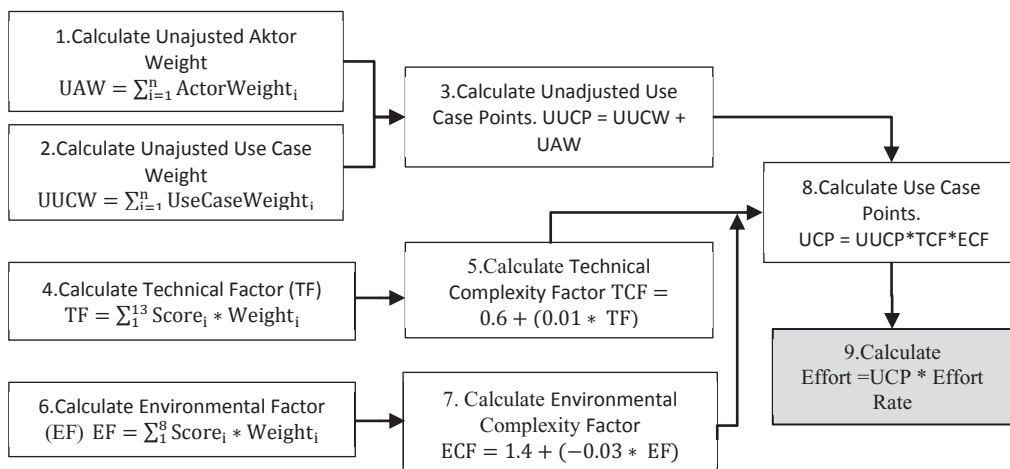 1.Calculate Unajusted Aktor
Weight
UAW = ∑ⁿᵢ₌₁ ActorWeightᵢ
2.Calculate Unajusted Use Case
Weight
UUCW = ∑ⁿᵢ₌₁ UseCaseWeightᵢ
3.Calculate Unadjusted Use
Case Points. UUCP = UUCW +
UAW
4.Calculate Technical Factor (TF)
TF = ∑¹³₁ Scoreᵢ ∗ Weightᵢ
5.Calculate Technical
Complexity Factor TCF =
0.6 + (0.01 ∗ TF)
6.Calculate Environmental Factor
(EF) EF = ∑⁸₁ Scoreᵢ ∗ Weightᵢ
7. Calculate Environmental
Complexity Factor
ECF = 1.4 + (−0.03 ∗ EF)
8.Calculate Use Case
Points.
UCP = UUCP*TCF*ECF
9.Calculate
Effort =UCP * Effort
Rate